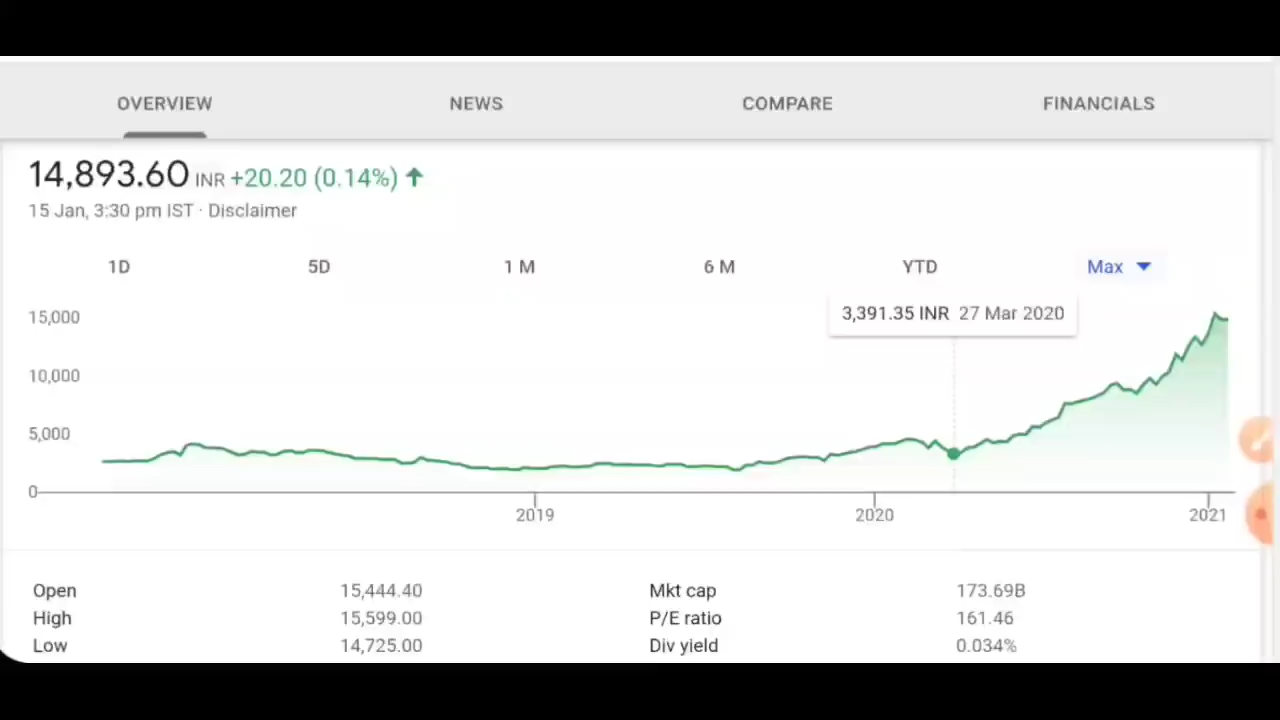 OVERVIEW NEWS COMPARE FINANCIALS
14,893.60 INR +20.20 (0.14%) ↑
15 Jan, 3:30 pm IST · Disclaimer
1D 5D 1 M 6 M YTD Max
3,391.35 INR 27 Mar 2020
15,000
10,000
5,000
0
2019 2020 2021
Open 15,444.40 Mkt cap 173.69B
High 15,599.00 P/E ratio 161.46
Low 14,725.00 Div yield 0.034%